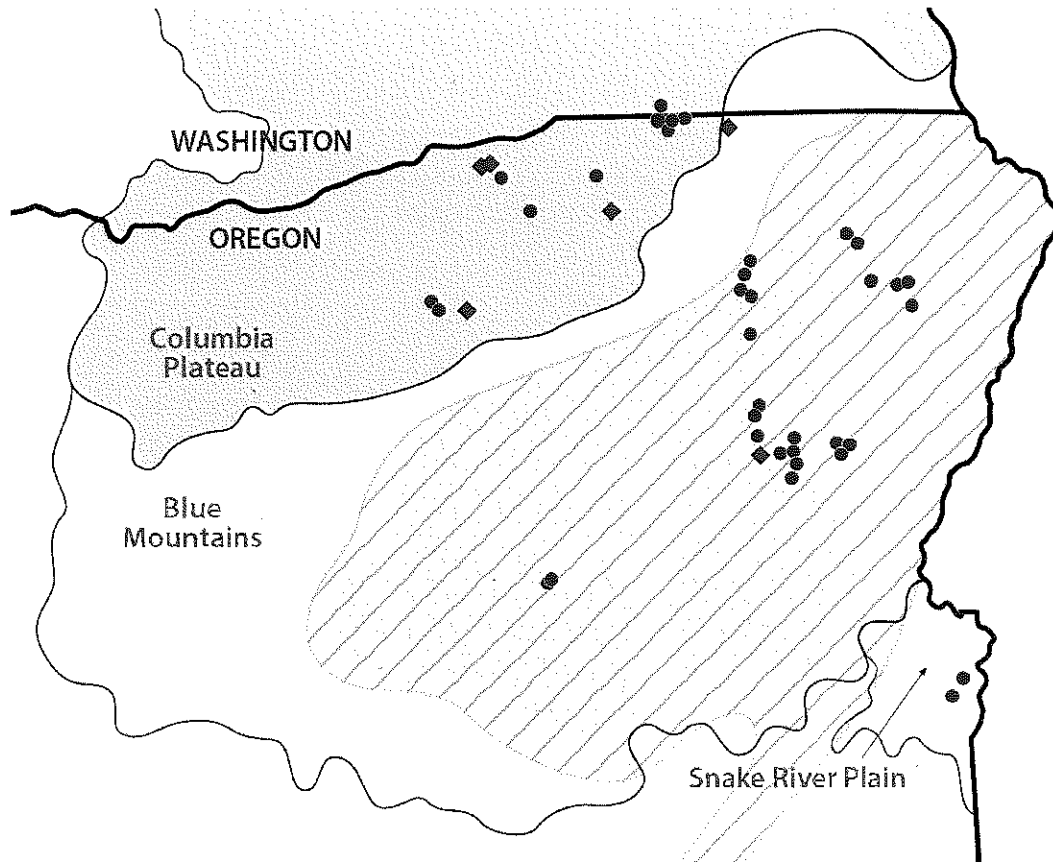 WASHINGTON
OREGON
Columbia
Plateau
Blue
Mountains
Snake River Plain